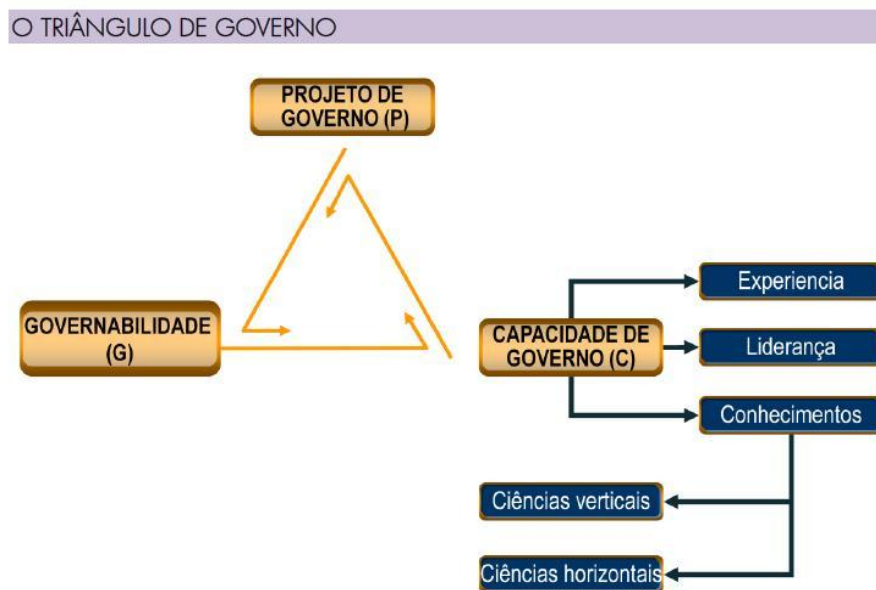 O TRIÂNGULO DE GOVERNO
PROJETO DE
GOVERNO (P)
GOVERNABILIDADE
(G)
CAPACIDADE DE
GOVERNO (C)
Experiencia
Liderança
Conhecimentos
Ciências verticais
Ciências horizontais